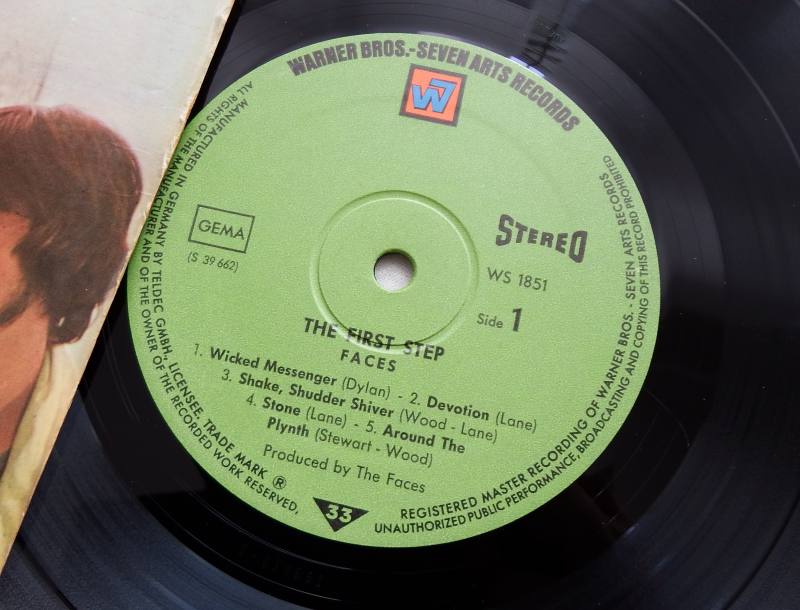 WARNER BROS.-SEVEN ARTS RECORDS
W7
GEMA
(S 39 662)
STEREO
WS 1851
Side 1
THE FIRST STEP
FACES
1. Wicked Messenger (Dylan) - 2. Devotion (Lane)
3. Shake, Shudder Shiver (Wood - Lane)
4. Stone (Lane) - 5. Around The
Plynth (Stewart - Wood)
Produced by The Faces
33
MANUFACTURED IN GERMANY BY TELDEC GMBH., LICENSEE, TRADE MARK ®
ALL RIGHTS OF THE MANUFACTURER AND OF THE OWNER OF THE RECORDED WORK RESERVED,
REGISTERED MASTER RECORDING OF WARNER BROS. - SEVEN ARTS RECORDS
UNAUTHORIZED PUBLIC PERFORMANCE, BROADCASTING AND COPYING OF THIS RECORD PROHIBITED